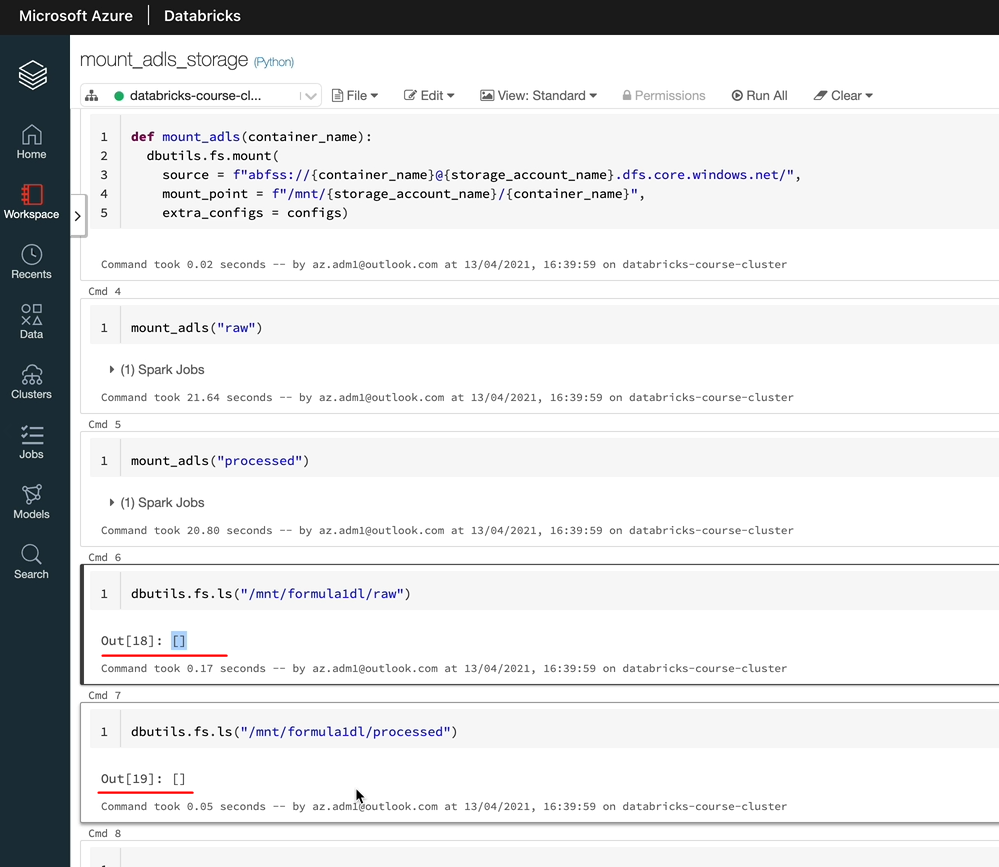 Microsoft Azure | Databricks
mount_adls_storage (Python)
databricks-course-cl... File Edit View: Standard Permissions Run All Clear
Home
Workspace
Recents
Data
Clusters
Jobs
Models
Search
1 def mount_adls(container_name):
2 dbutils.fs.mount(
3 source = f"abfss://{container_name}@{storage_account_name}.dfs.core.windows.net/",
4 mount_point = f"/mnt/{storage_account_name}/{container_name}",
5 extra_configs = configs)
Command took 0.02 seconds -- by az.adm1@outlook.com at 13/04/2021, 16:39:59 on databricks-course-cluster
Cmd 4
1 mount_adls("raw")
(1) Spark Jobs
Command took 21.64 seconds -- by az.adm1@outlook.com at 13/04/2021, 16:39:59 on databricks-course-cluster
Cmd 5
1 mount_adls("processed")
(1) Spark Jobs
Command took 20.80 seconds -- by az.adm1@outlook.com at 13/04/2021, 16:39:59 on databricks-course-cluster
Cmd 6
1 dbutils.fs.ls("/mnt/formula1dl/raw")
Out[18]: []
Command took 0.17 seconds -- by az.adm1@outlook.com at 13/04/2021, 16:39:59 on databricks-course-cluster
Cmd 7
1 dbutils.fs.ls("/mnt/formula1dl/processed")
Out[19]: []
Command took 0.05 seconds -- by az.adm1@outlook.com at 13/04/2021, 16:39:59 on databricks-course-cluster
Cmd 8